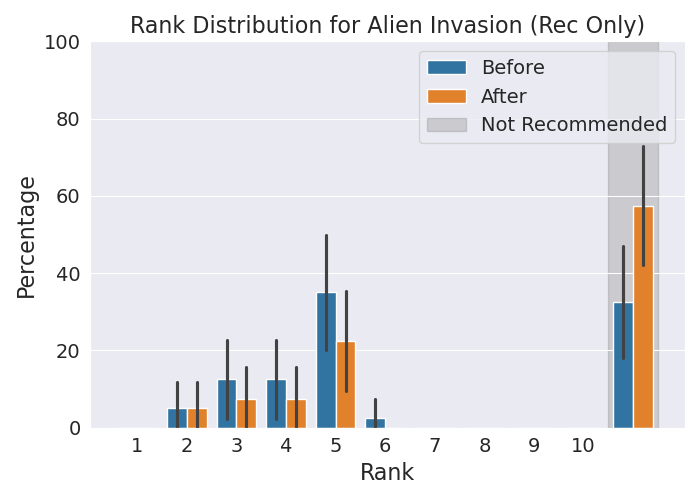 Rank Distribution for Alien Invasion (Rec Only)
100
80
60
40
20
0
Percentage
Before
After
Not Recommended
1 2 3 4 5 6 7 8 9 10
Rank